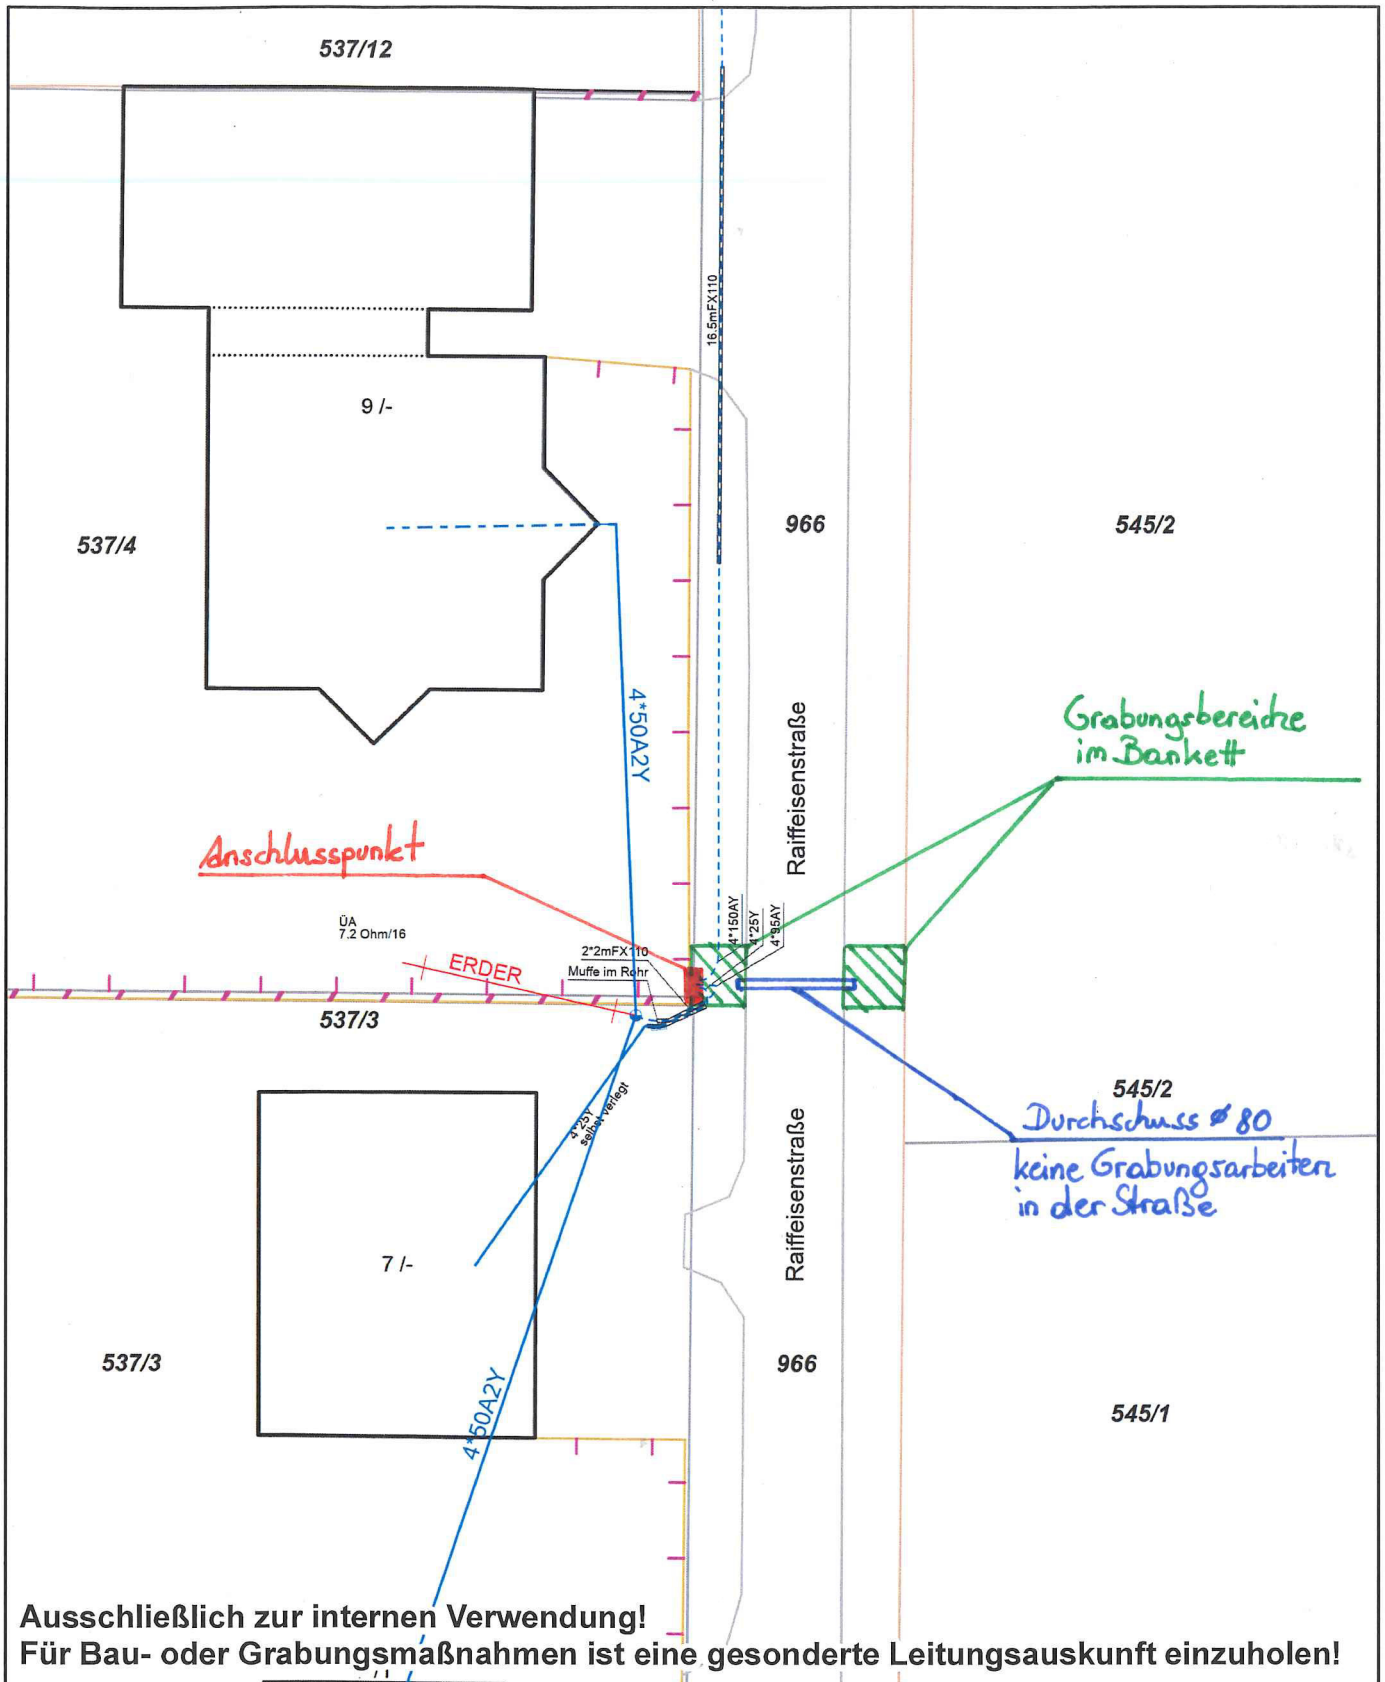 537/12
16.5mFX110
9 /-
966
545/2
537/4
4*50A2Y
Raiffeisenstraße
Grabungsbereiche
im Bankett
Anschlusspunkt
ÜA
7.2 Ohm/16
4*150AY
4*25Y
4*95AY
2*2mFX110
Muffe im Rohr
ERDER
537/3
4*25Y
selbst verlegt
545/2
Durchschuss ø 80
keine Grabungsarbeiten
in der Straße
Raiffeisenstraße
7 /-
537/3
966
4*50A2Y
545/1
Ausschließlich zur internen Verwendung!
Für Bau- oder Grabungsmaßnahmen ist eine gesonderte Leitungsauskunft einzuholen!